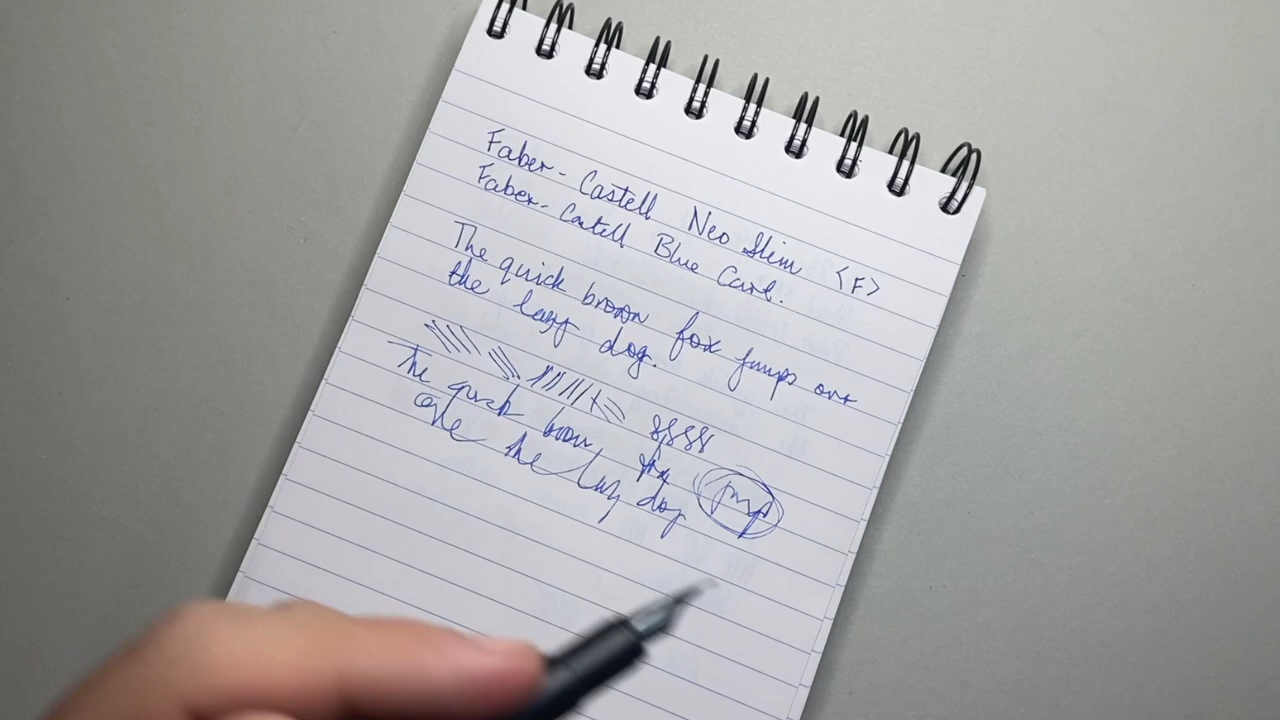 Faber-Castell Neo Slim <F>
Faber-Castell Blue Cart.
The quick brown fox jumps over
the lazy dog.
8888
The quick brown fox jumps
over the lazy dog